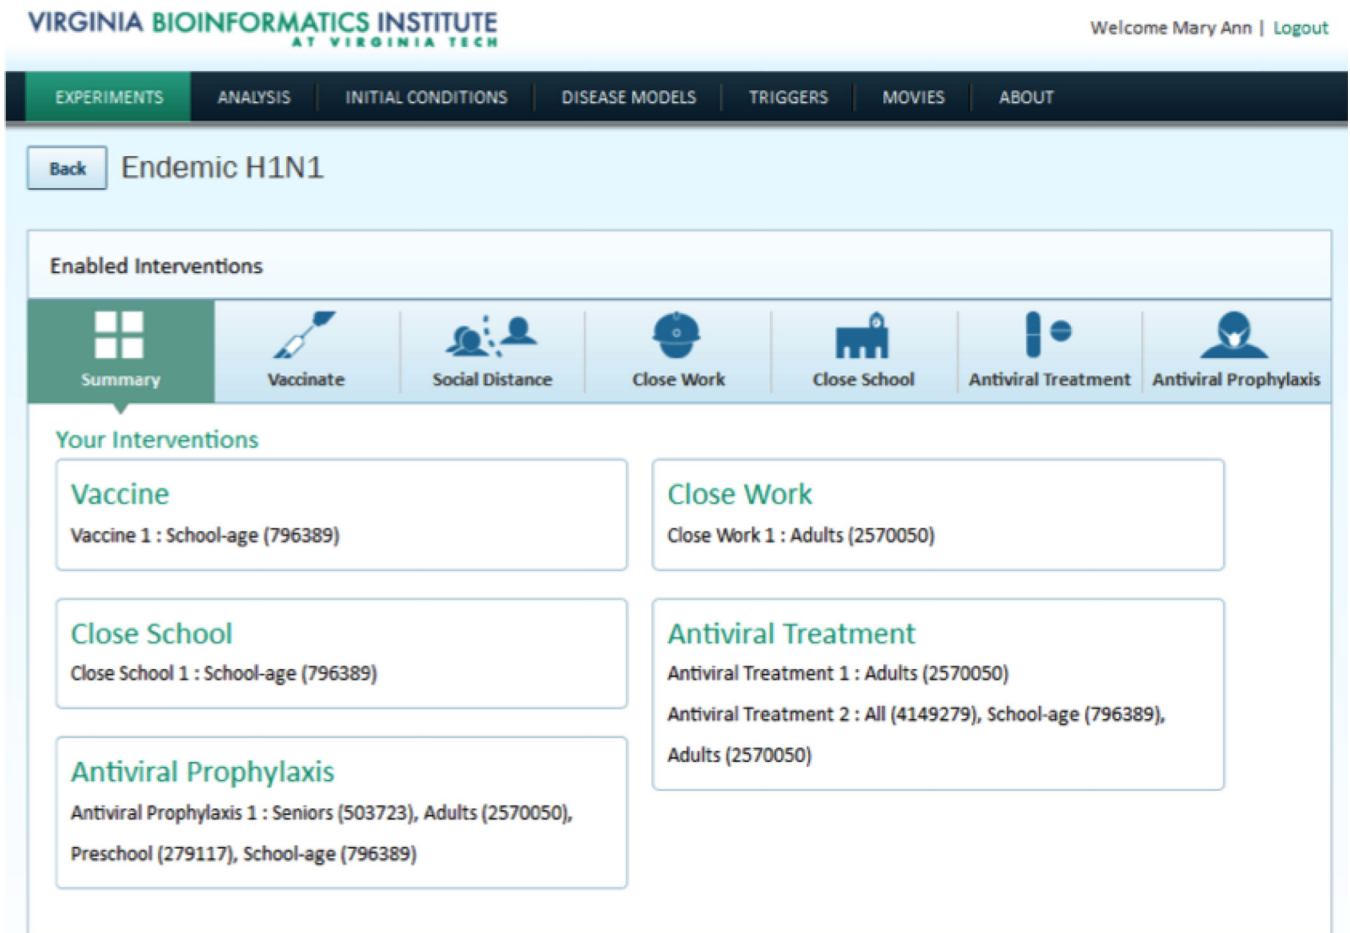 VIRGINIA BIOINFORMATICS INSTITUTE
AT VIRGINIA TECH
Welcome Mary Ann | Logout
EXPERIMENTS ANALYSIS INITIAL CONDITIONS DISEASE MODELS TRIGGERS MOVIES ABOUT
Back Endemic H1N1
Enabled Interventions
Summary Vaccinate Social Distance Close Work Close School Antiviral Treatment Antiviral Prophylaxis
Your Interventions
Vaccine
Vaccine 1 : School-age (796389)
Close Work
Close Work 1 : Adults (2570050)
Close School
Close School 1 : School-age (796389)
Antiviral Treatment
Antiviral Treatment 1 : Adults (2570050)
Antiviral Treatment 2 : All (4149279), School-age (796389),
Adults (2570050)
Antiviral Prophylaxis
Antiviral Prophylaxis 1 : Seniors (503723), Adults (2570050),
Preschool (279117), School-age (796389)